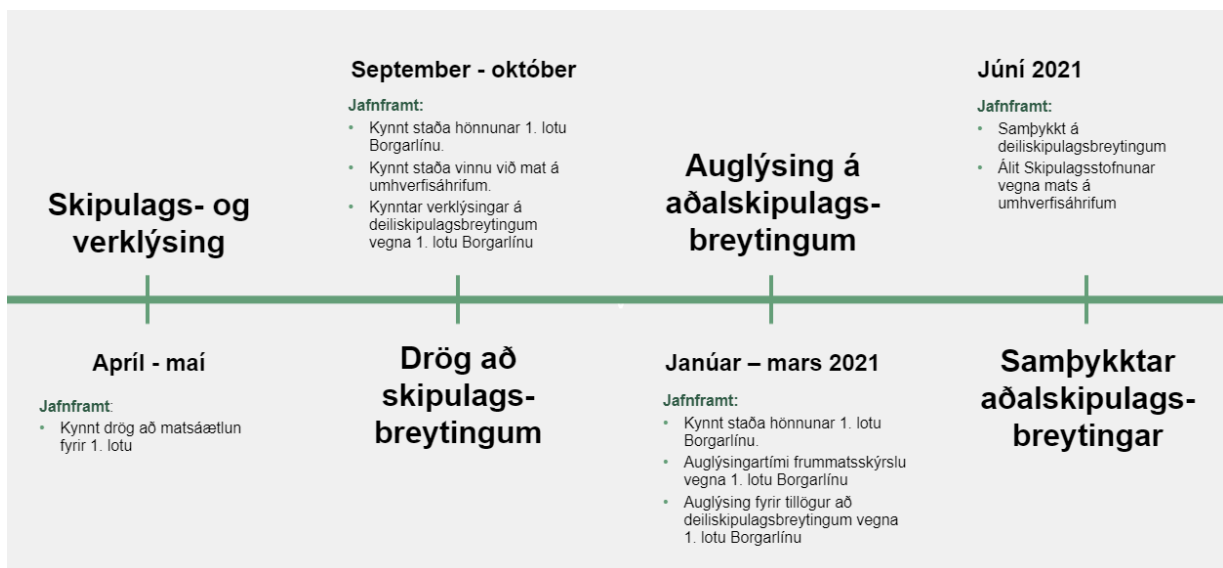 Skipulags- og
verklýsing
Apríl - maí
Jafnframt:
• Kynnt drög að matsáætlun
fyrir 1. lotu
September - október
Jafnframt:
• Kynnt staða hönnunar 1. lotu
Borgarlínu.
• Kynnt staða vinnu við mat á
umhverfisáhrifum.
• Kynntar verklýsingar á
deiliskipulagsbreytingum
vegna 1. lotu Borgarlínu
Drög að
skipulags-
breytingum
Auglýsing á
aðalskipulags-
breytingum
Janúar – mars 2021
Jafnframt:
• Kynnt staða hönnunar 1. lotu
Borgarlínu.
• Auglýsingartími frummatsskýrslu
vegna 1. lotu Borgarlínu
• Auglýsing fyrir tillögur að
deiliskipulagsbreytingum vegna
1. lotu Borgarlínu
Júní 2021
Jafnframt:
• Samþykkt á
deiliskipulagsbreytingum
• Álit Skipulagsstofnunar
vegna mats á
umhverfisáhrifum
Samþykktar
aðalskipulags-
breytingar